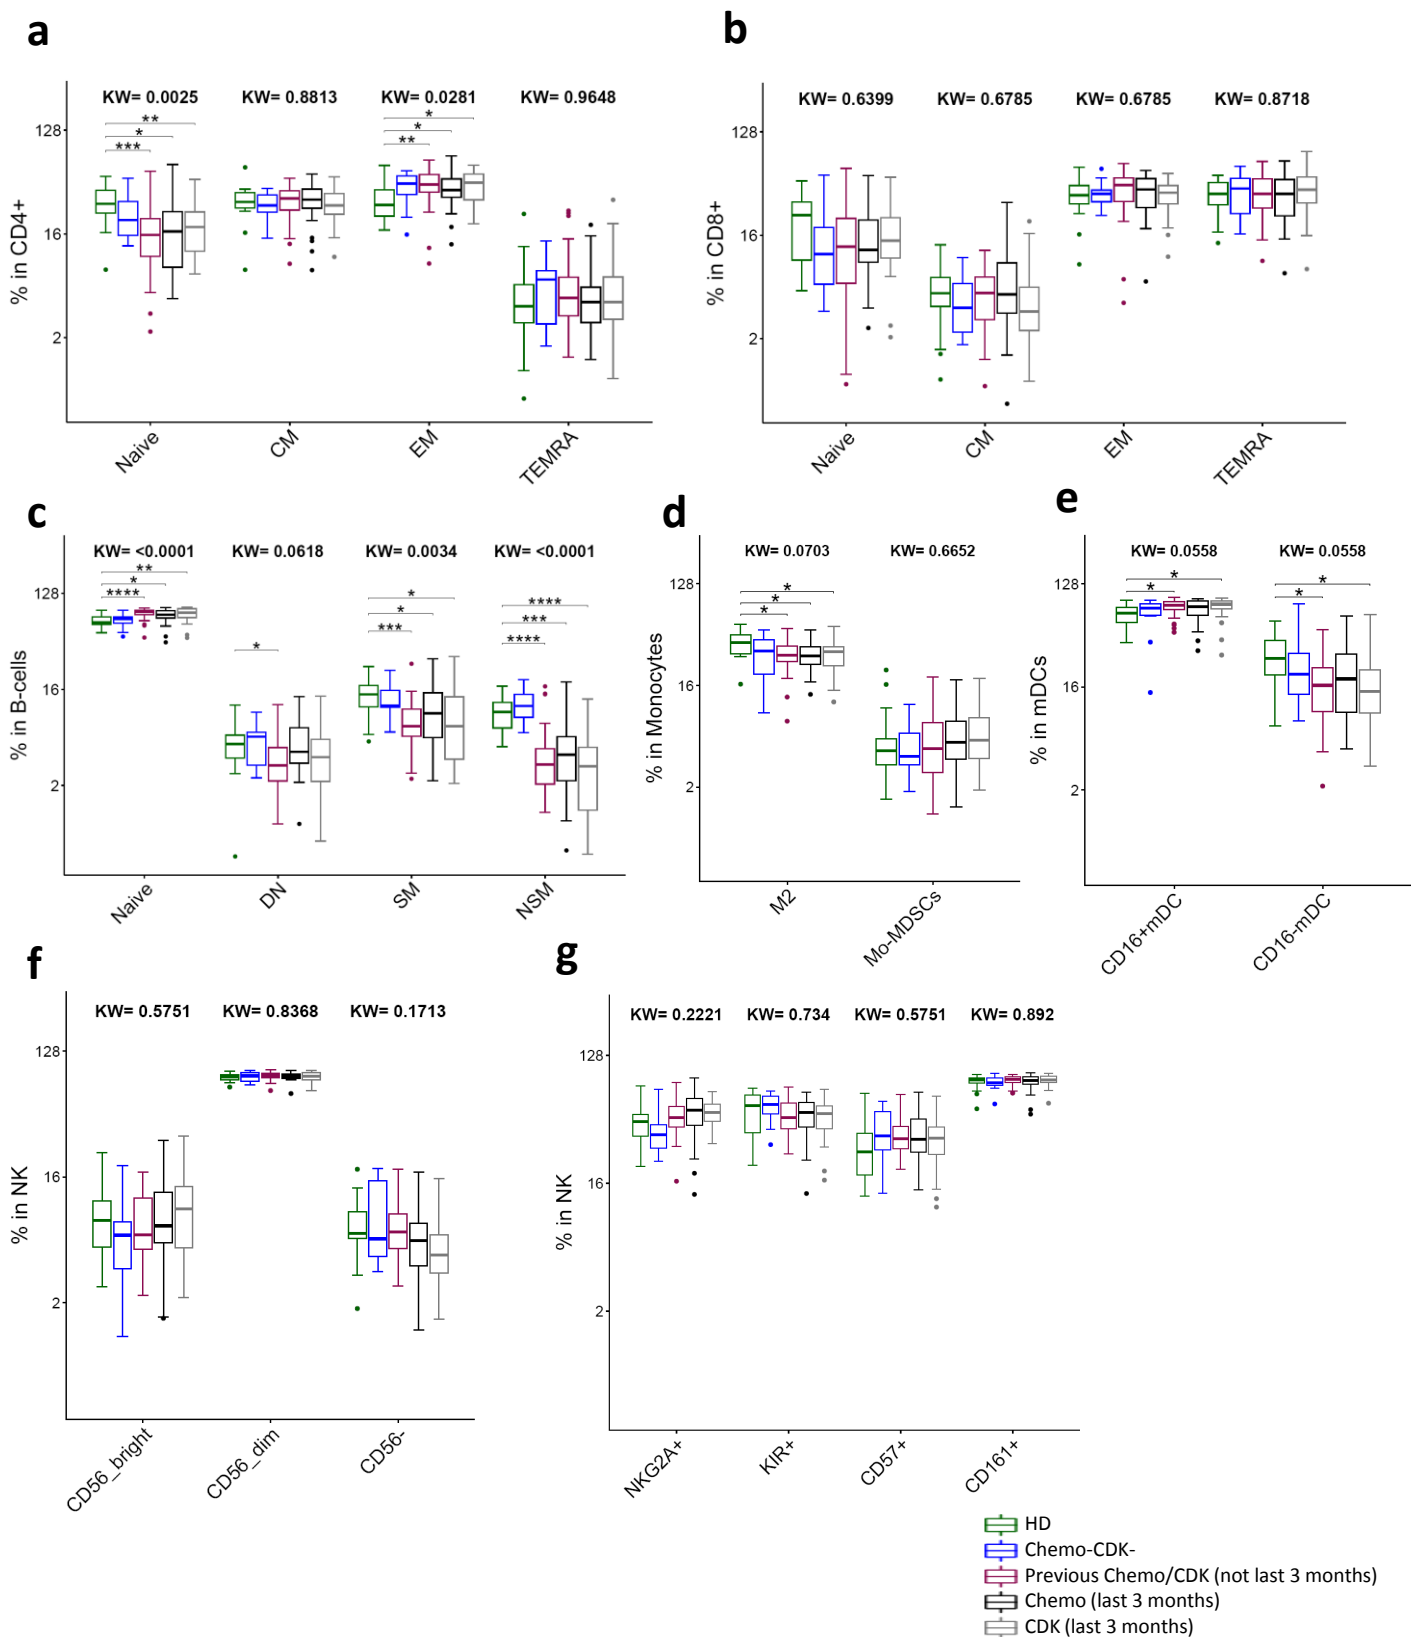 a
KW= 0.0025 KW= 0.8813 KW= 0.0281 KW= 0.9648
** * *** * * **
128
16
2
% in CD4+
Naive CM EM TEMRA
b
KW= 0.6399 KW= 0.6785 KW= 0.6785 KW= 0.8718
128
16
2
% in CD8+
Naive CM EM TEMRA
c
KW= <0.0001 KW= 0.0618 KW= 0.0034 KW= <0.0001
** * **** * * * *** **** *** ****
128
16
2
% in B-cells
Naive DN SM NSM
d
KW= 0.0703 KW= 0.6652
* * *
128
16
2
% in Monocytes
M2 Mo-MDSCs
e
KW= 0.0558 KW= 0.0558
* * * *
128
16
2
% in mDCs
CD16+mDC CD16-mDC
f
KW= 0.5751 KW= 0.8368 KW= 0.1713
128
16
2
% in NK
CD56_bright CD56_dim CD56-
g
KW= 0.2221 KW= 0.734 KW= 0.5751 KW= 0.892
128
16
2
% in NK
NKG2A+ KIR+ CD57+ CD161+
HD
Chemo-CDK-
Previous Chemo/CDK (not last 3 months)
Chemo (last 3 months)
CDK (last 3 months)